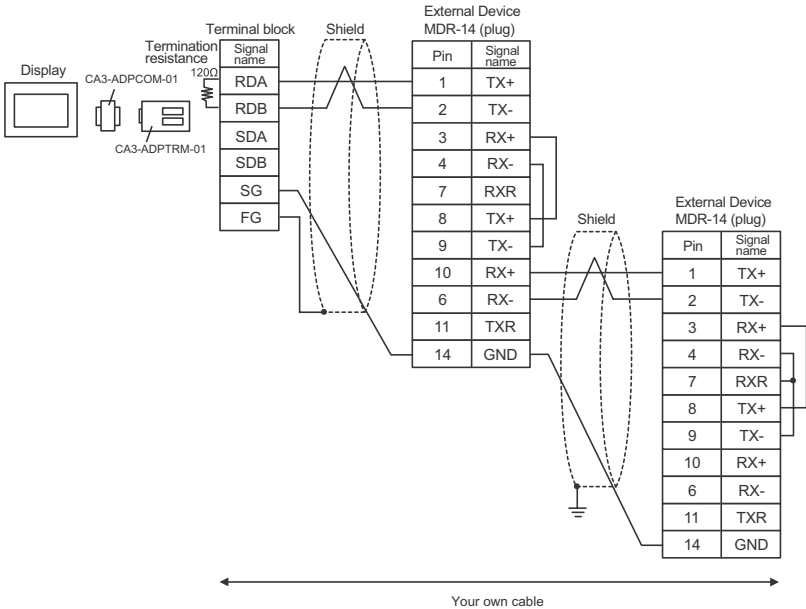 Display
CA3-ADPCOM-01
CA3-ADPTRM-01
Termination
resistance
120Ω
Terminal block
Signal
name
RDA
RDB
SDA
SDB
SG
FG
Shield
External Device
MDR-14 (plug)
Pin Signal
name
1 TX+
2 TX-
3 RX+
4 RX-
7 RXR
8 TX+
9 TX-
10 RX+
6 RX-
11 TXR
14 GND
Shield
External Device
MDR-14 (plug)
Pin Signal
name
1 TX+
2 TX-
3 RX+
4 RX-
7 RXR
8 TX+
9 TX-
10 RX+
6 RX-
11 TXR
14 GND
Your own cable